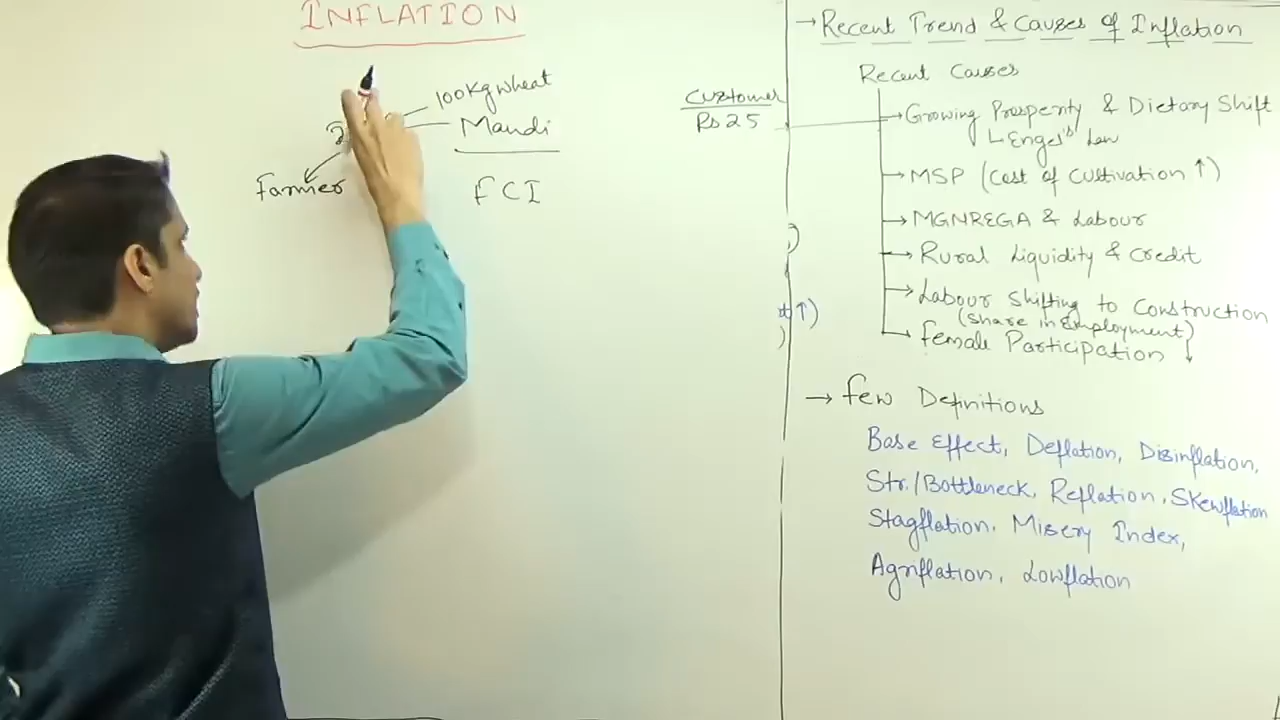 INFLATION
100Kg wheat
Mandi
Farmer
FCI
Customer
Rs 25
→ Recent Trend & Causes of Inflation
Recent Causes
→ Growing Prosperity & Dietary Shift
↳ Engel's Law
→ MSP (Cost of Cultivation ↑)
→ MGNREGA & Labour
→ Rural Liquidity & Credit
→ Labour Shifting to Construction
(Share in Employment)
→ Female Participation ↓
→ Few Definitions
Base Effect, Deflation, Disinflation,
Str./Bottleneck, Reflation, Skewflation
Stagflation, Misery Index,
Agriflation, Lowflation